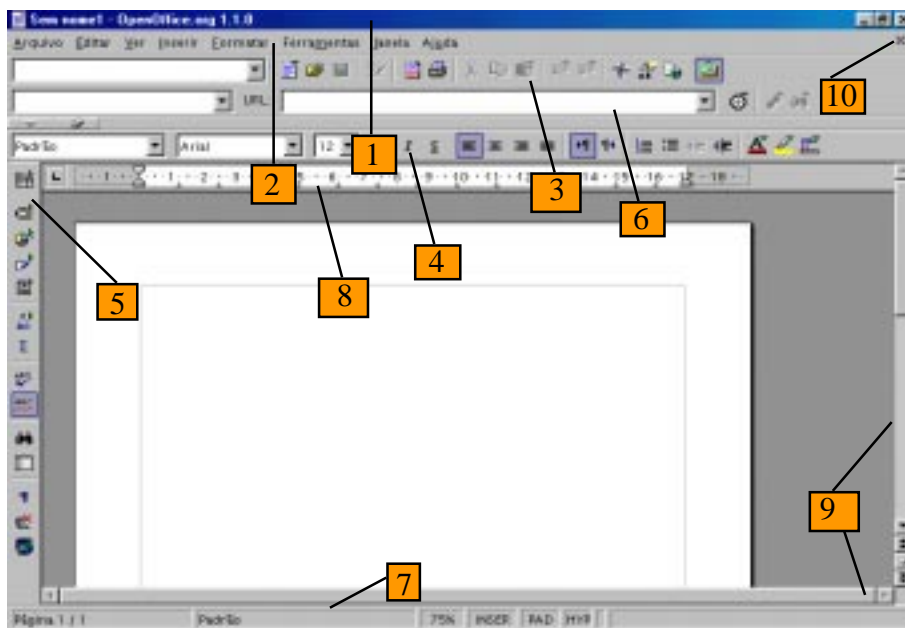 Sem nome1 - OpenOffice.org 1.1.0
Arquivo Editar Ver Inserir Formatar Ferramentas Janela Ajuda
URL
10
Padrão Arial 12
1
2
3
6
4
5
8
9
7
Página 1 / 1 Padrão 75% INSER PAD HYP